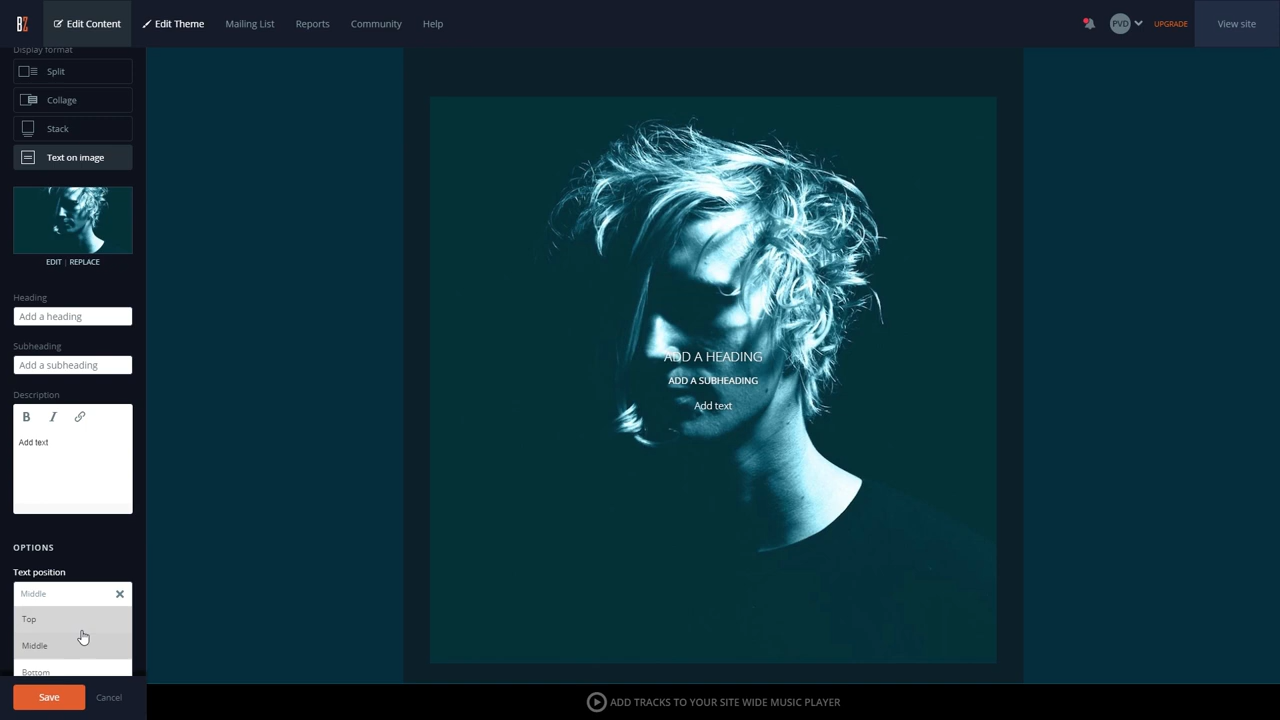 BZ
Edit Content
Edit Theme
Mailing List
Reports
Community
Help
PVD
UPGRADE
View site
Display format
Split
Collage
Stack
Text on image
EDIT | REPLACE
Heading
Add a heading
Subheading
Add a subheading
Description
B I
Add text
OPTIONS
Text position
Middle
Top
Middle
Bottom
Save
Cancel
ADD A HEADING
ADD A SUBHEADING
Add text
ADD TRACKS TO YOUR SITE WIDE MUSIC PLAYER